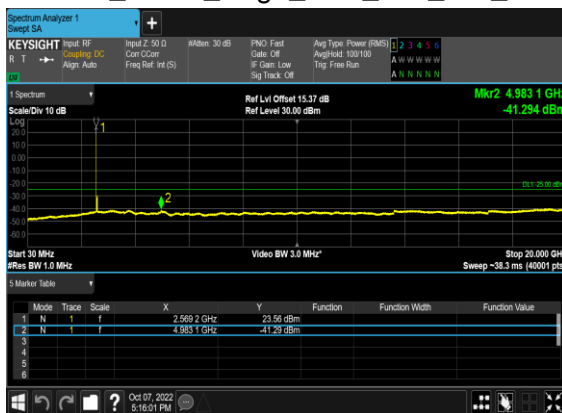 Spectrum Analyzer 1
Swept SA
+
KEYSIGHT
R T
LXI
Input: RF
Coupling: DC
Align: Auto
Input Z: 50 Ω
Corr CCorr
Freq Ref: Int (S)
#Atten: 30 dB
PNO: Fast
Gate: Off
IF Gain: Low
Sig Track: Off
Avg Type: Power (RMS)
Avg|Hold: 100/100
Trig: Free Run
1 2 3 4 5 6
A W W W W W
A N N N N N
1 Spectrum
Scale/Div 10 dB
Ref Lvl Offset 15.37 dB
Ref Level 30.00 dBm
Mkr2 4.983 1 GHz
-41.294 dBm
Log
20.0
10.0
0.00
-10.0
-20.0
-30.0
-40.0
-50.0
-60.0
1
2
DL1 -25.00 dBm
Start 30 MHz
#Res BW 1.0 MHz
Video BW 3.0 MHz*
Stop 20.000 GH
Sweep ~38.3 ms (40001 pts
5 Marker Table
Mode Trace Scale X Y Function Function Width Function Value
1 N 1 f 2.569 2 GHz 23.56 dBm
2 N 1 f 4.983 1 GHz -41.29 dBm
3
4
5
6
? Oct 07, 2022
5:16:01 PM